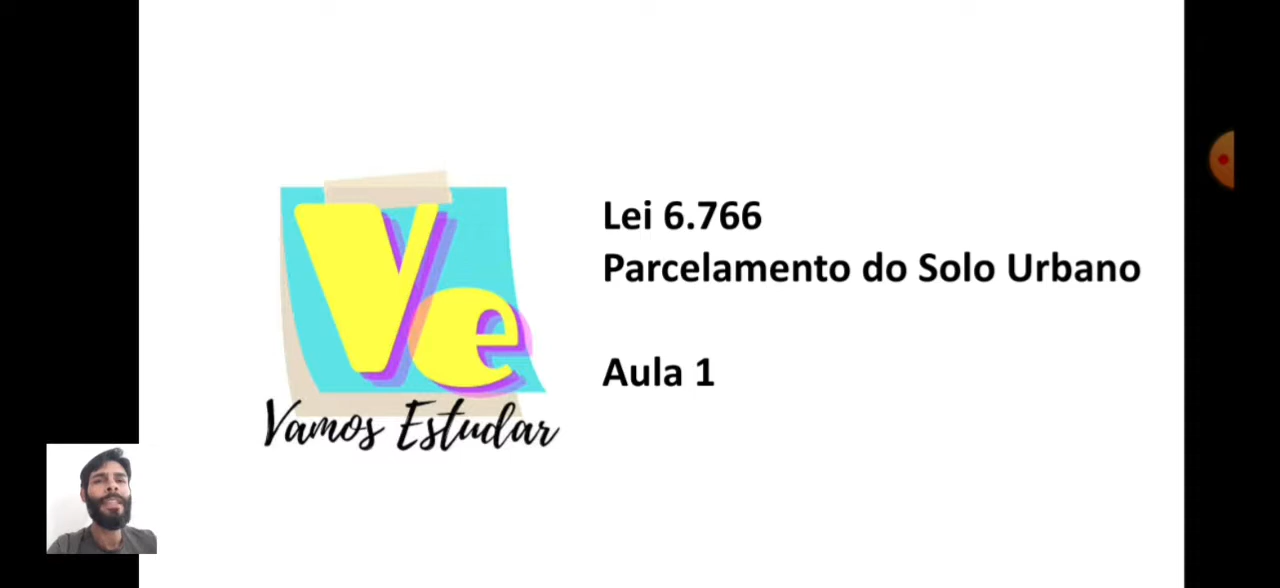 Ve
Vamos Estudar
Lei 6.766
Parcelamento do Solo Urbano
Aula 1